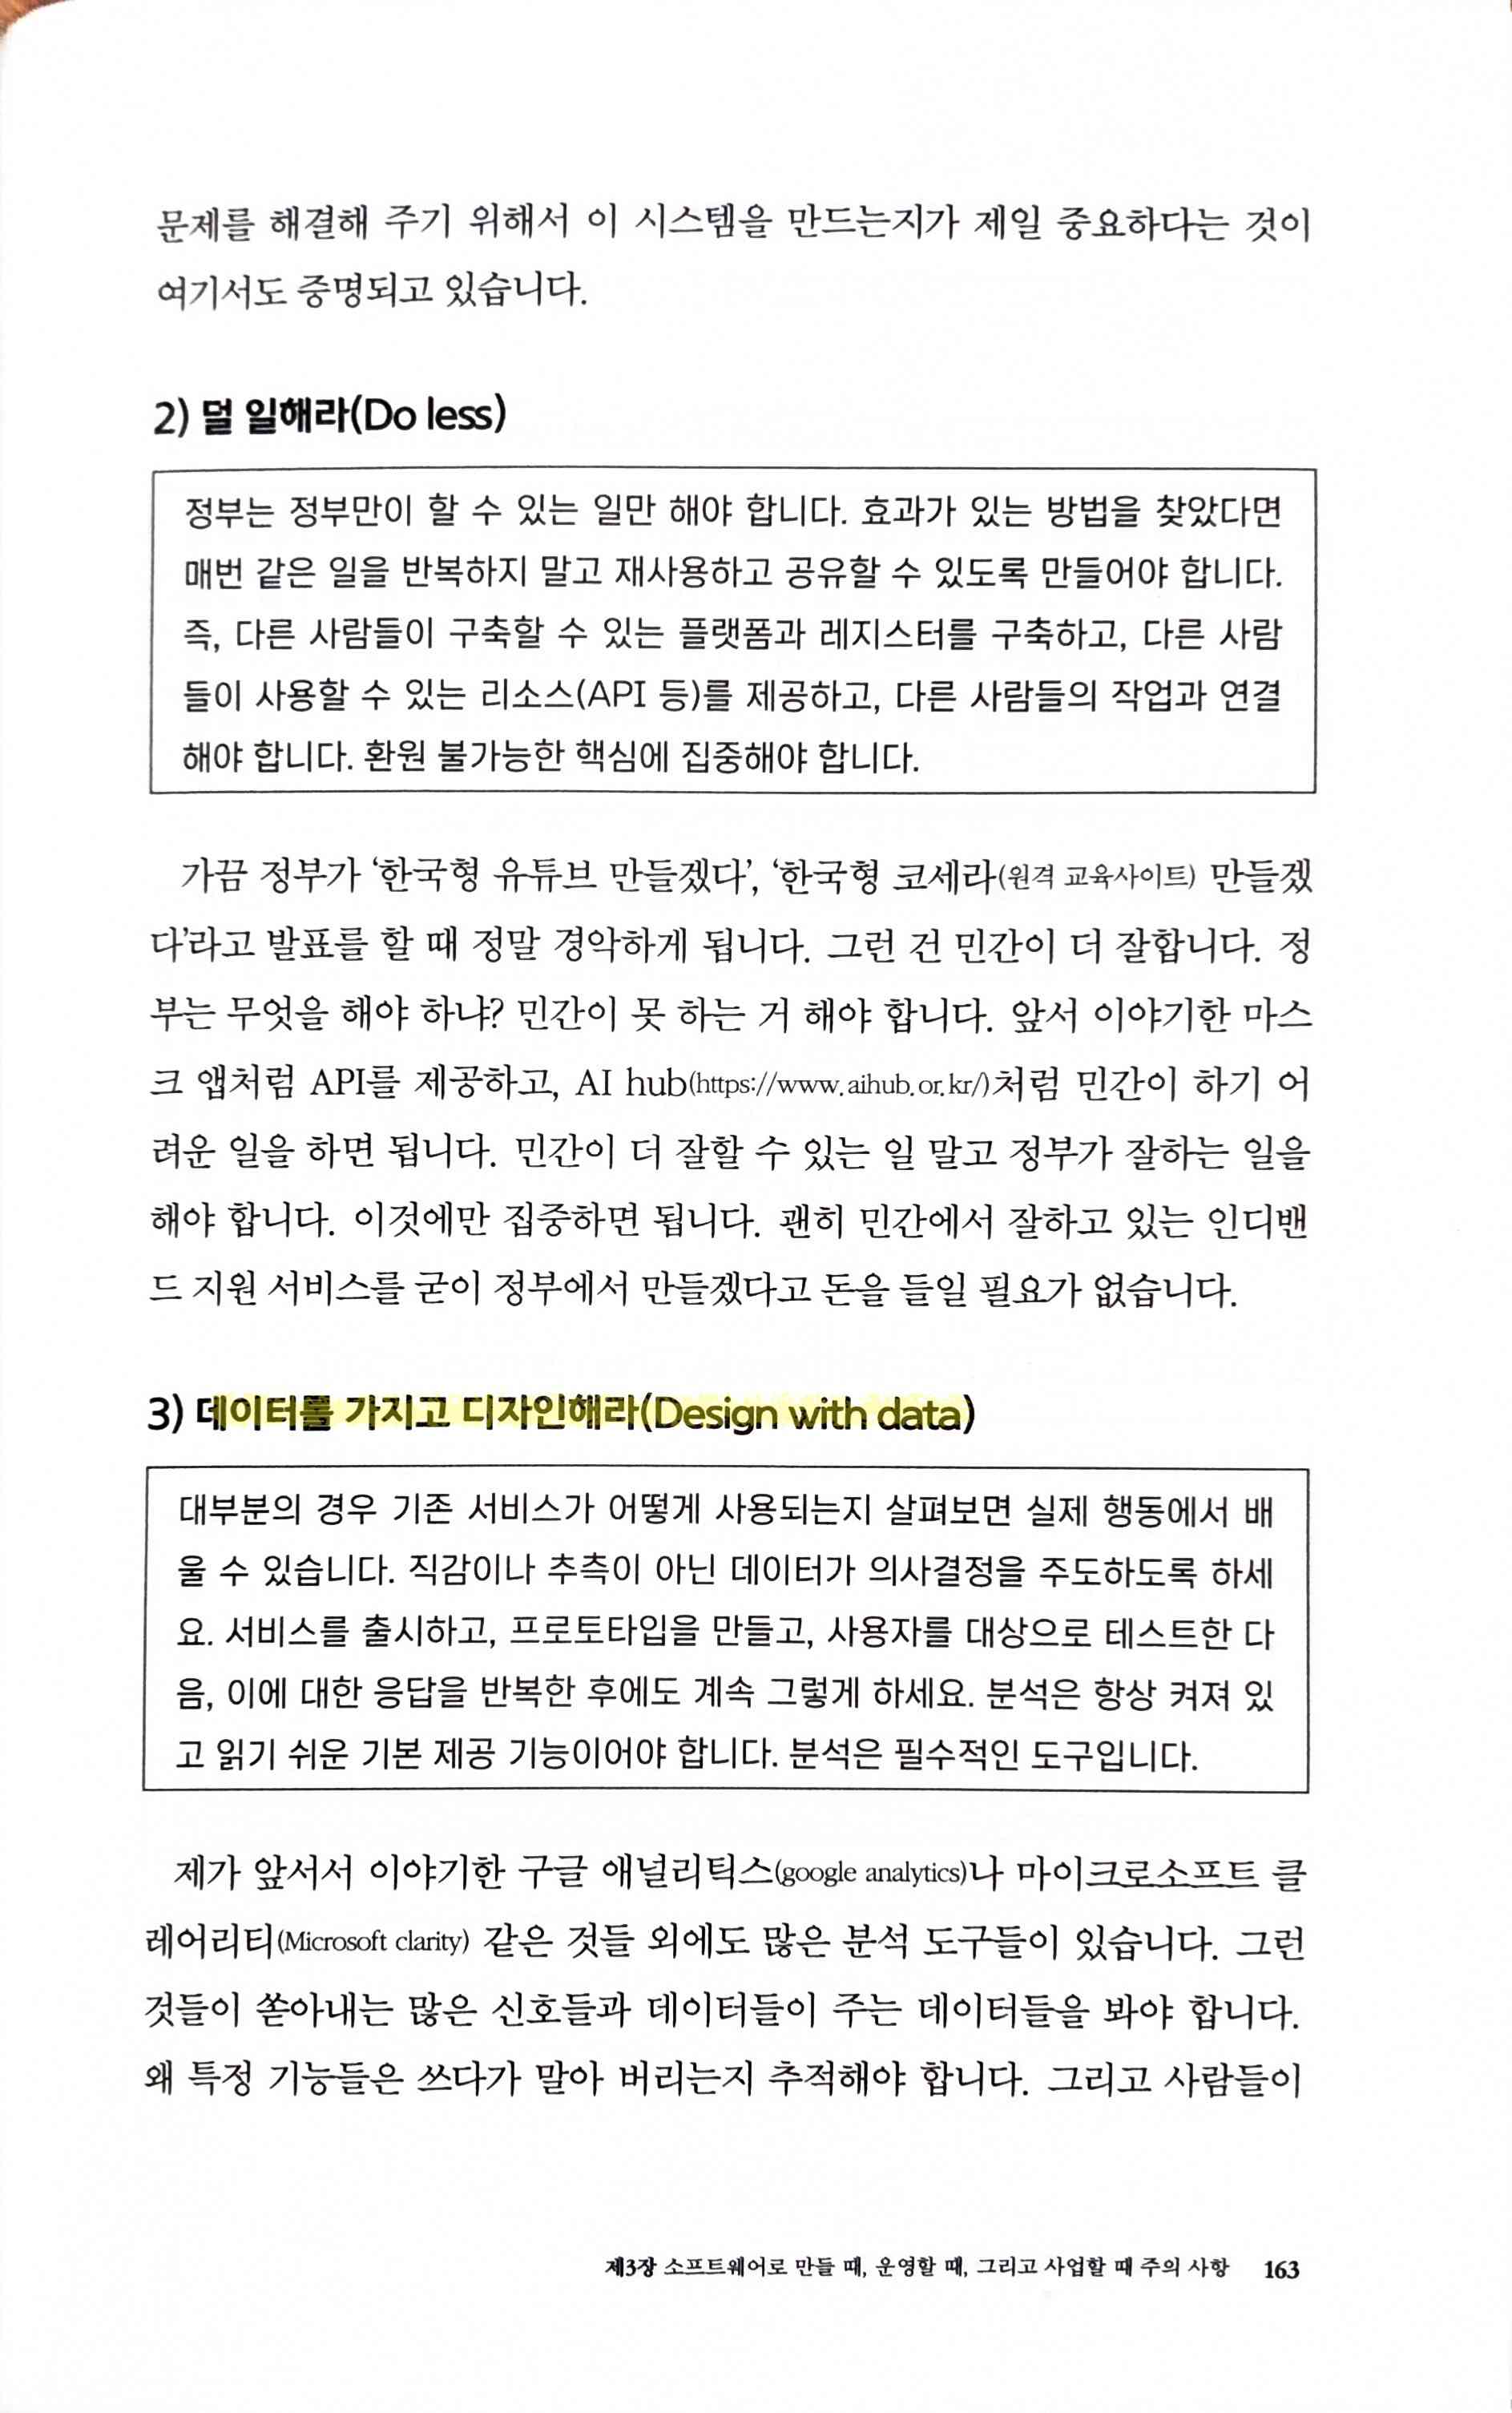 문제를 해결해 주기 위해서 이 시스템을 만드는지가 제일 중요하다는 것이
여기서도 증명되고 있습니다.
2) 덜 일해라(Do less)
정부는 정부만이 할 수 있는 일만 해야 합니다. 효과가 있는 방법을 찾았다면
매번 같은 일을 반복하지 말고 재사용하고 공유할 수 있도록 만들어야 합니다.
즉, 다른 사람들이 구축할 수 있는 플랫폼과 레지스터를 구축하고, 다른 사람
들이 사용할 수 있는 리소스(API 등)를 제공하고, 다른 사람들의 작업과 연결
해야 합니다. 환원 불가능한 핵심에 집중해야 합니다.
가끔 정부가 ‘한국형 유튜브 만들겠다’, ‘한국형 코세라(원격 교육사이트) 만들겠
다’라고 발표를 할 때 정말 경악하게 됩니다. 그런 건 민간이 더 잘합니다. 정
부는 무엇을 해야 하냐? 민간이 못 하는 거 해야 합니다. 앞서 이야기한 마스
크 앱처럼 API를 제공하고, AI hub(https://www.aihub.or.kr/)처럼 민간이 하기 어
려운 일을 하면 됩니다. 민간이 더 잘할 수 있는 일 말고 정부가 잘하는 일을
해야 합니다. 이것에만 집중하면 됩니다. 괜히 민간에서 잘하고 있는 인디밴
드 지원 서비스를 굳이 정부에서 만들겠다고 돈을 들일 필요가 없습니다.
3) 데이터를 가지고 디자인해라(Design with data)
대부분의 경우 기존 서비스가 어떻게 사용되는지 살펴보면 실제 행동에서 배
울 수 있습니다. 직감이나 추측이 아닌 데이터가 의사결정을 주도하도록 하세
요. 서비스를 출시하고, 프로토타입을 만들고, 사용자를 대상으로 테스트한 다
음, 이에 대한 응답을 반복한 후에도 계속 그렇게 하세요. 분석은 항상 켜져 있
고 읽기 쉬운 기본 제공 기능이어야 합니다. 분석은 필수적인 도구입니다.
제가 앞서서 이야기한 구글 애널리틱스(google analytics)나 마이크로소프트 클
레어리티(Microsoft clarity) 같은 것들 외에도 많은 분석 도구들이 있습니다. 그런
것들이 쏟아내는 많은 신호들과 데이터들이 주는 데이터들을 봐야 합니다.
왜 특정 기능들은 쓰다가 말아 버리는지 추적해야 합니다. 그리고 사람들이
제3장 소프트웨어로 만들 때, 운영할 때, 그리고 사업할 때 주의 사항 163